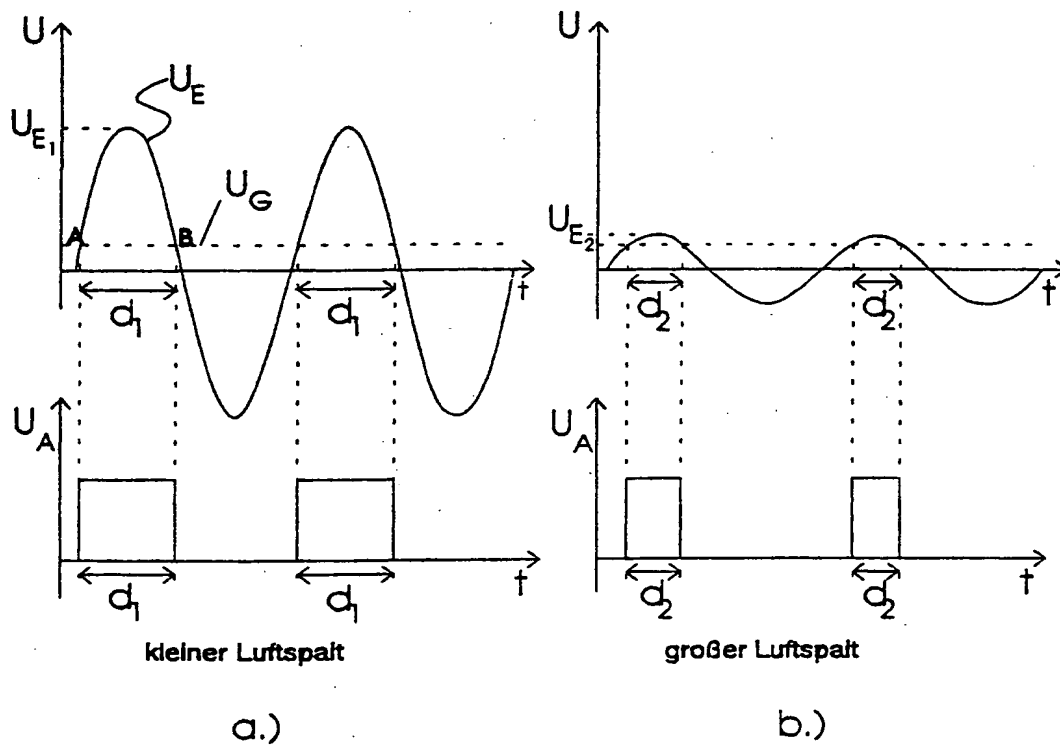 U
U_E
U_E1
U_G
A
B
t
d1
d1
U_A
t
d1
d1
kleiner Luftspalt
a.)
U
U_E2
t
d2
d2
U_A
t
d2
d2
großer Luftspalt
b.)